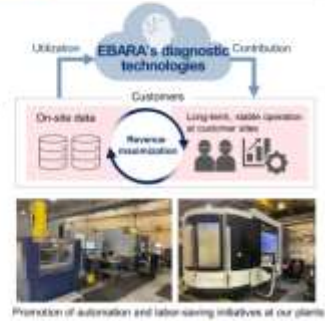 Utilization
EBARA's diagnostic
technologies
Contribution
Customers
On-site data
Revenue
maximization
Long-term, stable operation
at customer sites
Promotion of automation and labor-saving initiatives at our plants